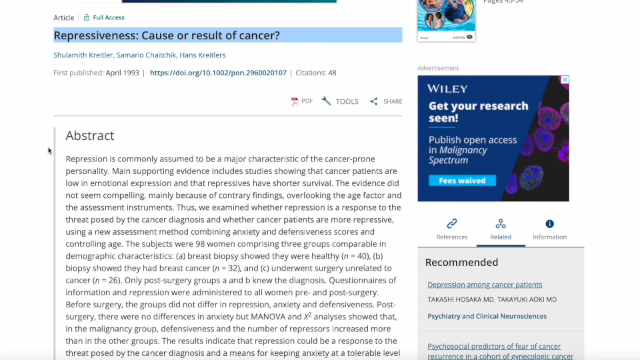 Pages 43-54
Article | Full Access
Repressiveness: Cause or result of cancer?
Shulamith Kreitler, Samario Chaitchik, Hans Kreitlers
First published: April 1993 | https://doi.org/10.1002/pon.2960020107 | Citations: 48
PDF TOOLS SHARE
Abstract
Repression is commonly assumed to be a major characteristic of the cancer-prone
personality. Main supporting evidence includes studies showing that cancer patients are
low in emotional expression and that repressives have shorter survival. The evidence did
not seem compelling, mainly because of contrary findings, overlooking the age factor and
the assessment instruments. Thus, we examined whether repression is a response to the
threat posed by the cancer diagnosis and whether cancer patients are more repressive,
using a new assessment method combining anxiety and defensiveness scores and
controlling age. The subjects were 98 women comprising three groups comparable in
demographic characteristics: (a) breast biopsy showed they were healthy (n = 40), (b)
biopsy showed they had breast cancer (n = 32), and (c) underwent surgery unrelated to
cancer (n = 26). Only post-surgery groups a and b knew the diagnosis. Questionnaires of
information and repression were administered to all women pre- and post-surgery.
Before surgery, the groups did not differ in repression, anxiety and defensiveness. Post-
surgery, there were no differences in anxiety but MANOVA and X² analyses showed that,
in the malignancy group, defensiveness and the number of repressors increased more
than in the other groups. The results indicate that repression could be a response to the
threat posed by the cancer diagnosis and a means for keeping anxiety at a tolerable level
Advertisement
WILEY
Get your research
seen!
Publish open access
in Malignancy
Spectrum
Fees waived
References Related Information
Recommended
Depression among cancer patients
TAKASHI HOSAKA MD, TAKAYUKI AOKI MD
Psychiatry and Clinical Neurosciences
Psychosocial predictors of fear of cancer
recurrence in a cohort of gynecologic cancer